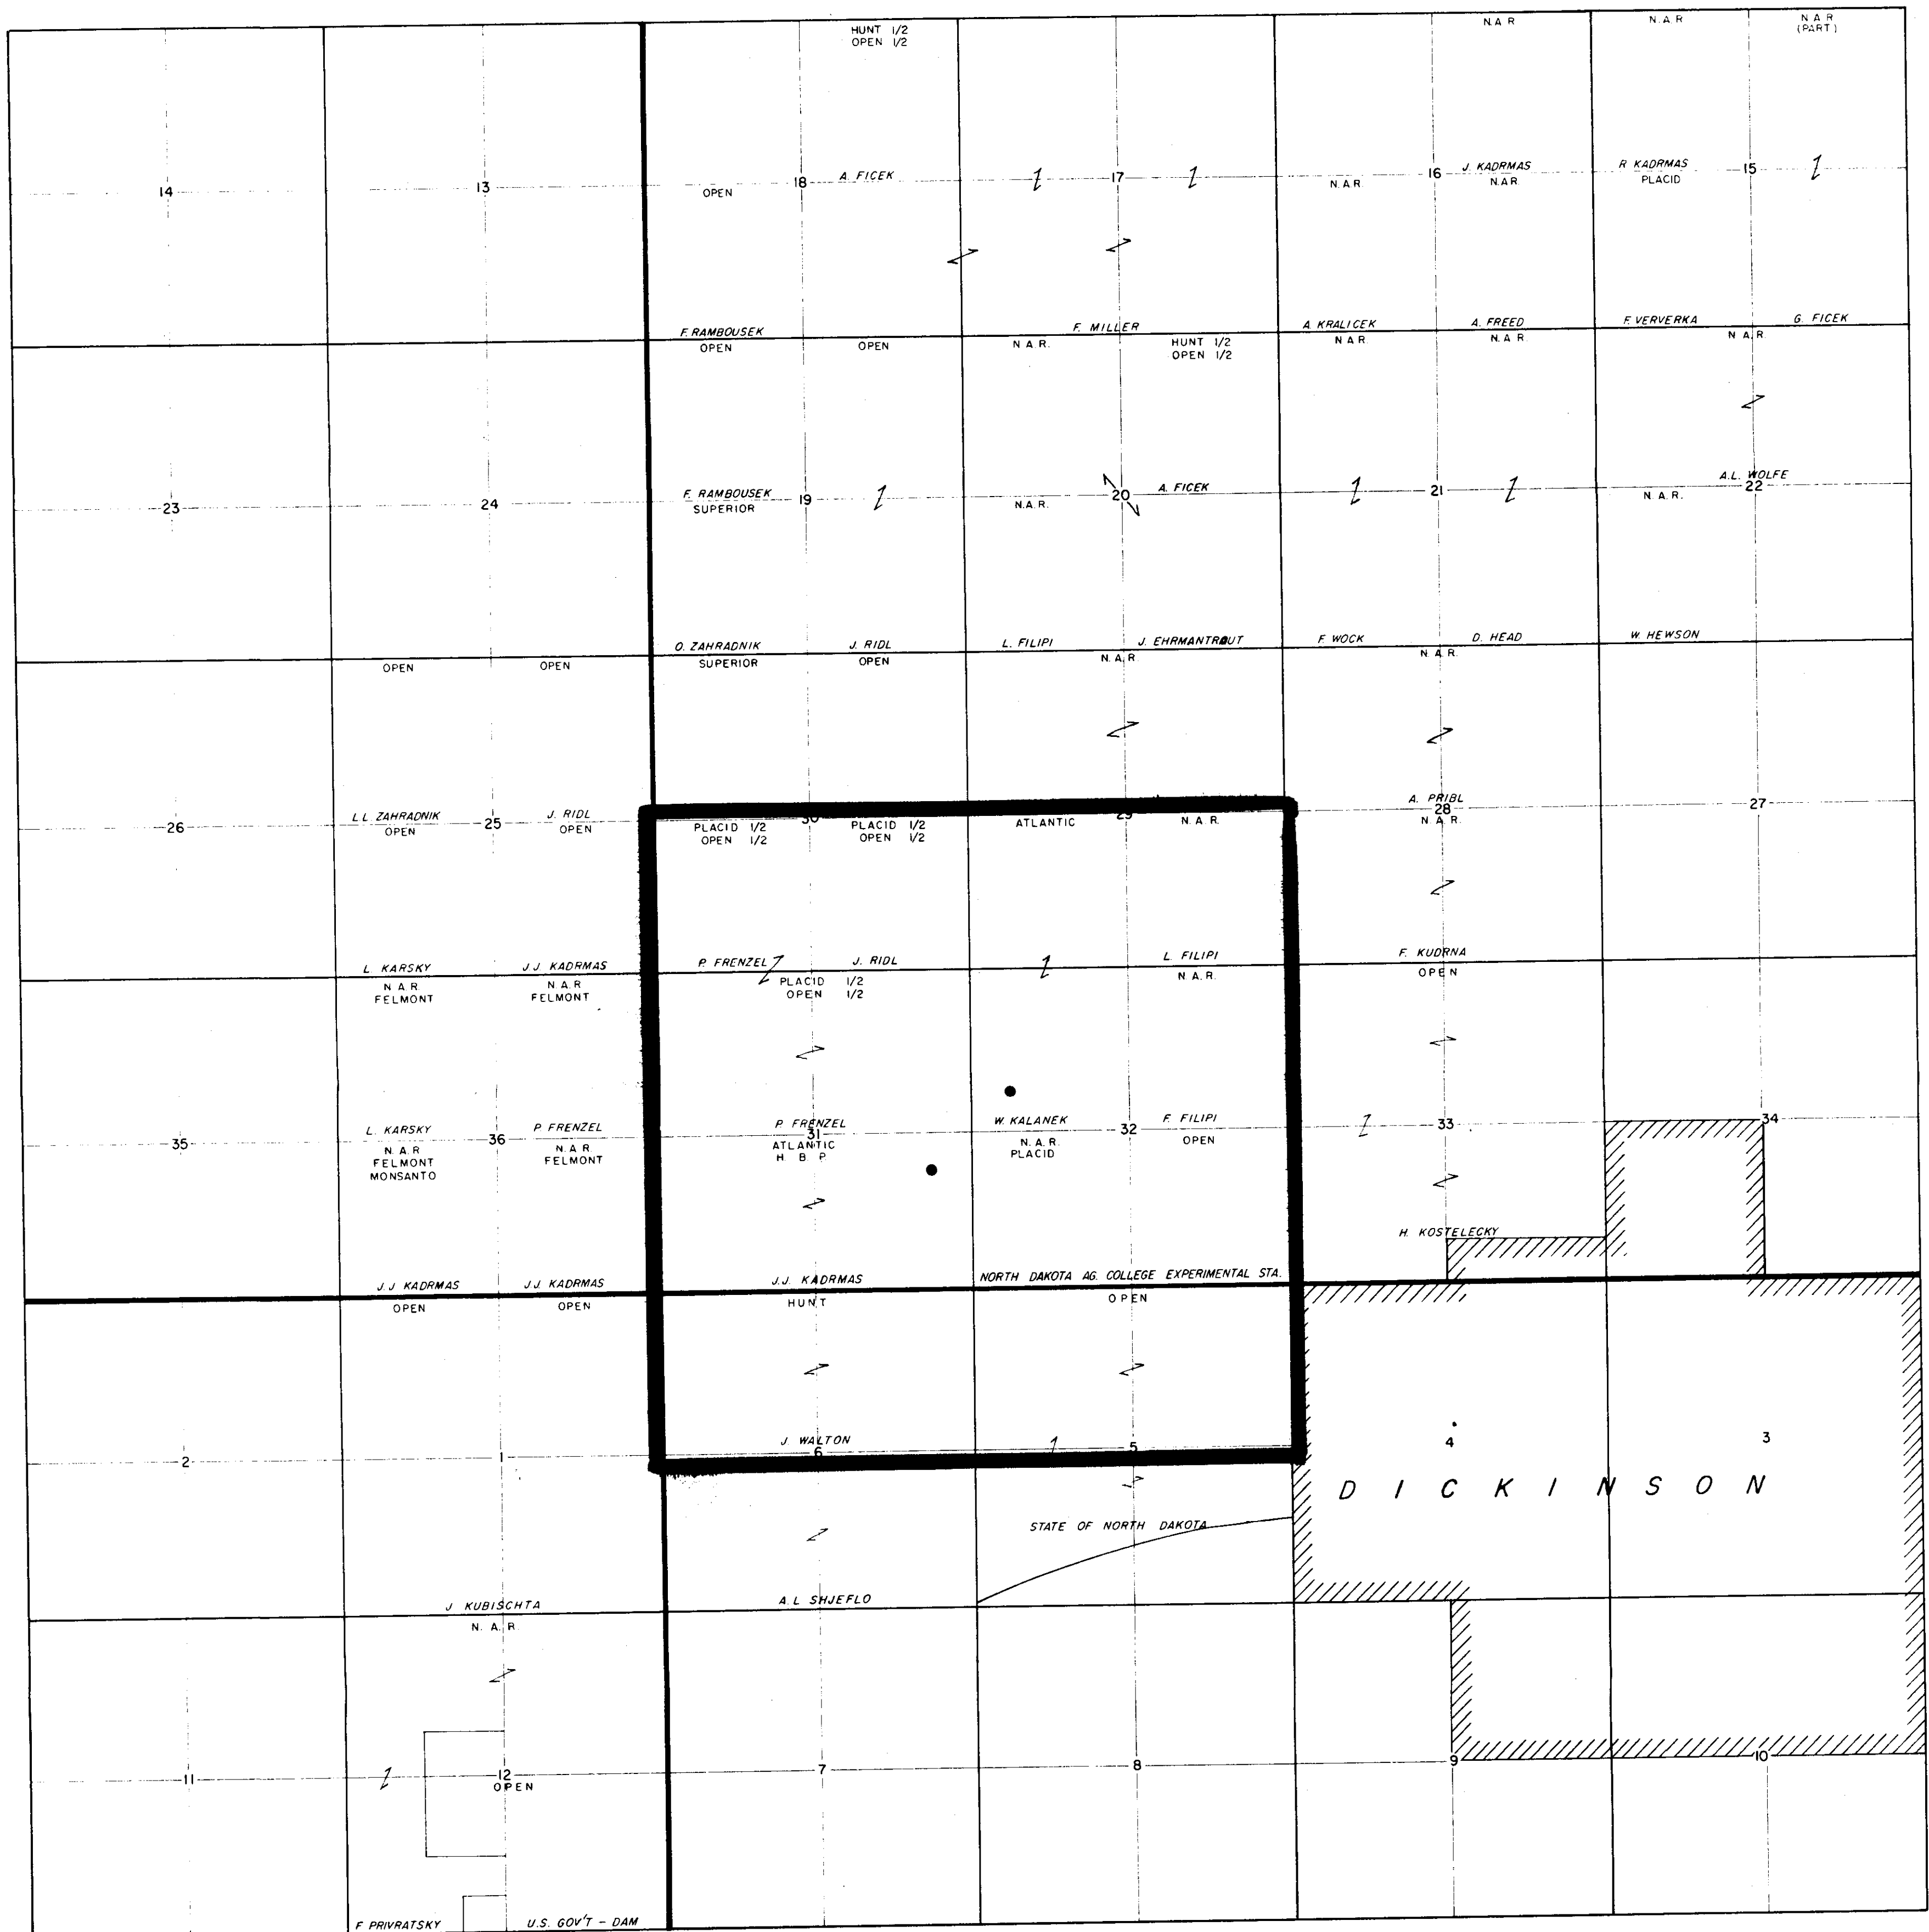 HUNT 1/2
OPEN 1/2
N.A.R
N.A.R
N A R
(PART)
14
13
OPEN
18
A. FICEK
17
N.A.R.
16
J. KADRMAS
N.A.R.
R KADRMAS
PLACID
15
F. RAMBOUSEK
OPEN
OPEN
N.A.R.
F. MILLER
HUNT 1/2
OPEN 1/2
A. KRALICEK
N.A.R.
A. FREED
N.A.R.
F. VERVERKA
N.A.R.
G. FICEK
23
24
F. RAMBOUSEK
SUPERIOR
19
N.A.R.
20
A. FICEK
21
N.A.R.
A.L. WOLFE
22
OPEN
OPEN
O. ZAHRADNIK
SUPERIOR
J. RIDL
OPEN
L. FILIPI
N.A.R.
J. EHRMANTRAUT
F. WOCK
N.A.R.
D. HEAD
W. HEWSON
26
L.L. ZAHRADNIK
OPEN
25
J. RIDL
OPEN
PLACID 1/2
OPEN 1/2
30
PLACID 1/2
OPEN 1/2
ATLANTIC
29
N.A.R.
A. PRIBL
28
N.A.R.
27
L. KARSKY
N.A.R
FELMONT
J.J. KADRMAS
N.A.R
FELMONT
P. FRENZEL
J. RIDL
PLACID 1/2
OPEN 1/2
L. FILIPI
N.A.R.
F. KUDRNA
OPEN
35
L. KARSKY
N.A.R
FELMONT
MONSANTO
36
P. FRENZEL
N.A.R
FELMONT
P. FRENZEL
31
ATLANTIC
H.B.P.
W. KALANEK
N.A.R.
PLACID
32
F. FILIPI
OPEN
33
34
H. KOSTELECKY
J.J. KADRMAS
OPEN
J.J. KADRMAS
OPEN
J.J. KADRMAS
HUNT
NORTH DAKOTA AG. COLLEGE EXPERIMENTAL STA.
OPEN
2
1
J. WALTON
6
5
4
3
DICKINSON
STATE OF NORTH DAKOTA
J. KUBISCHTA
N.A.R.
A.L. SHJEFLO
11
12
OPEN
7
8
9
10
F. PRIVRATSKY
U.S. GOV'T - DAM